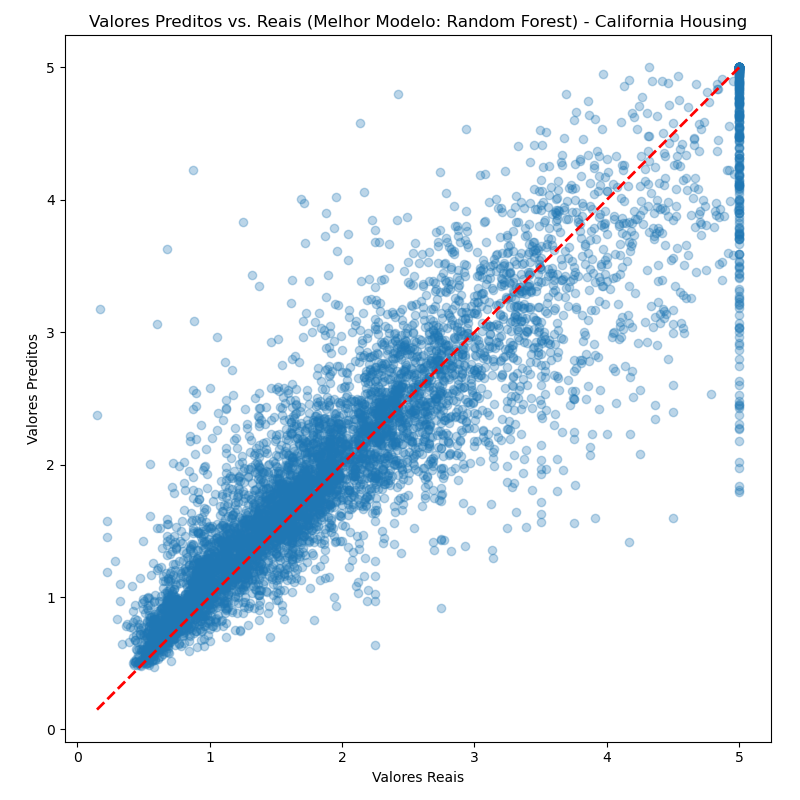 Valores Preditos vs. Reais (Melhor Modelo: Random Forest) - California Housing
Valores Preditos
5
4
3
2
1
0
0 1 2 3 4 5
Valores Reais